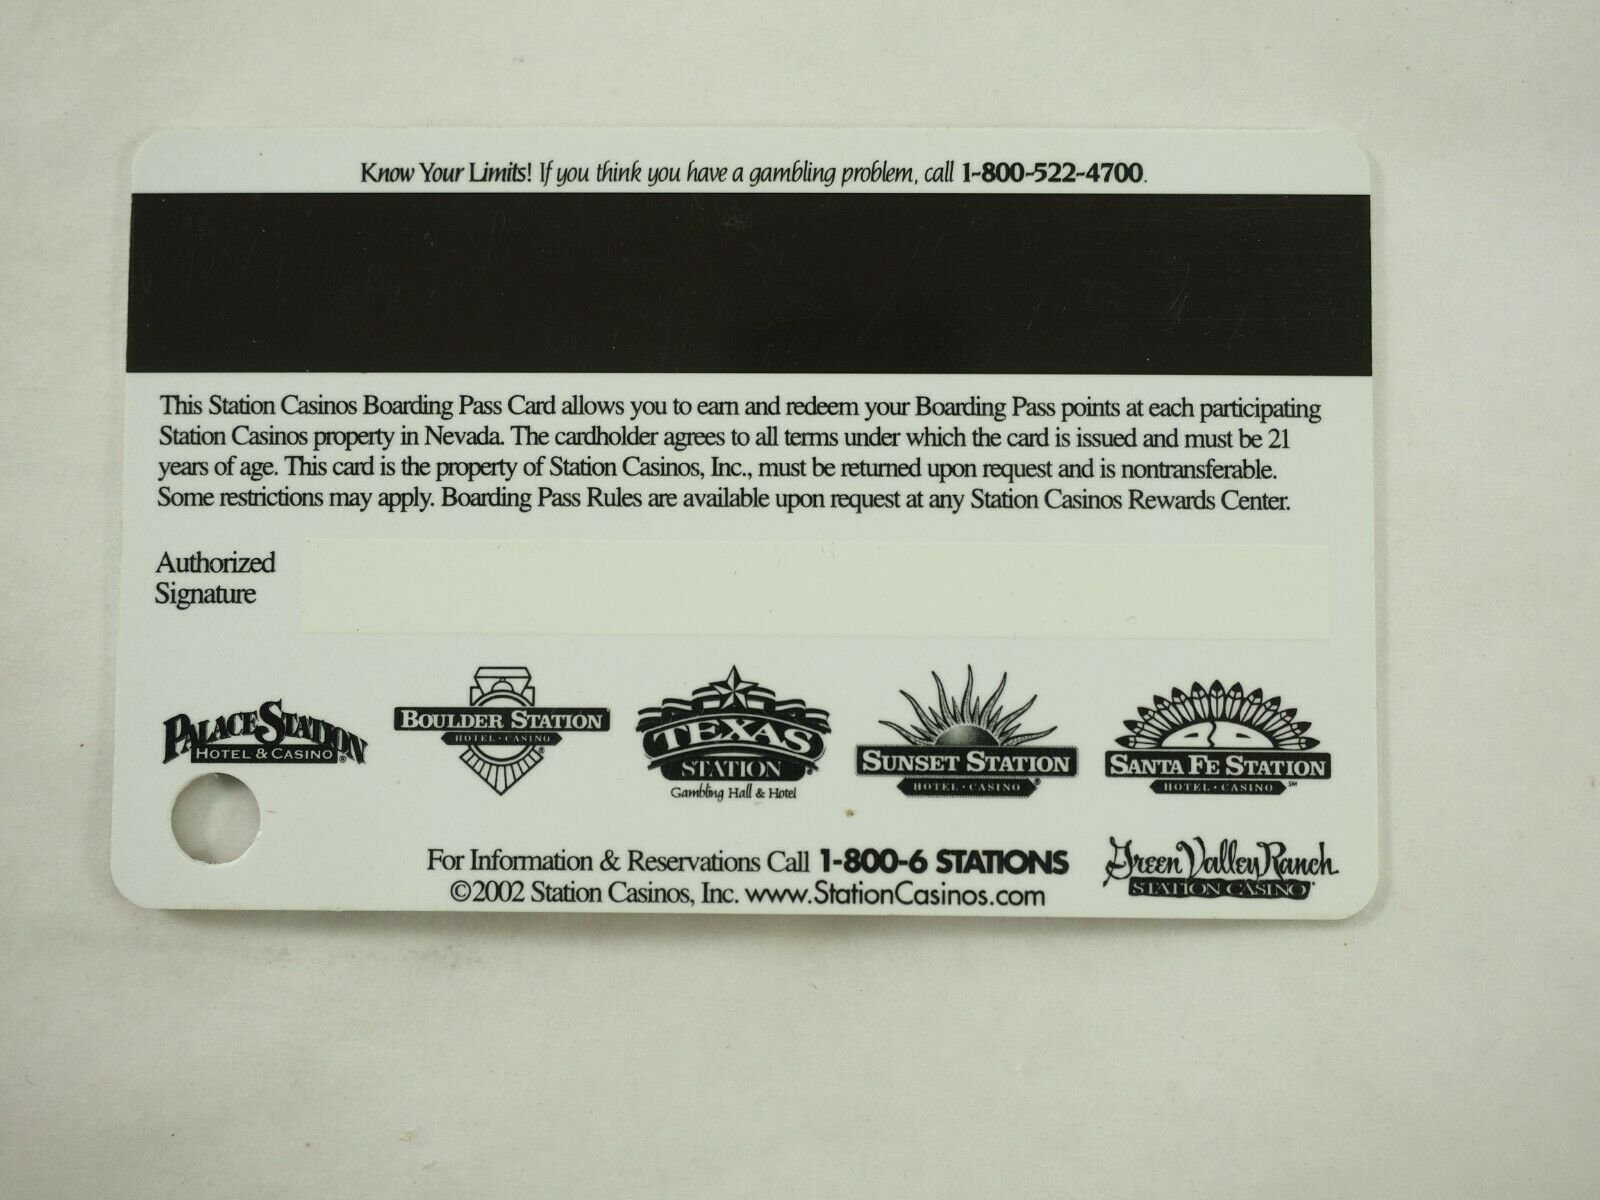 Know Your Limits! If you think you have a gambling problem, call 1-800-522-4700.
This Station Casinos Boarding Pass Card allows you to earn and redeem your Boarding Pass points at each participating
Station Casinos property in Nevada. The cardholder agrees to all terms under which the card is issued and must be 21
years of age. This card is the property of Station Casinos, Inc., must be returned upon request and is nontransferable.
Some restrictions may apply. Boarding Pass Rules are available upon request at any Station Casinos Rewards Center.
Authorized
Signature
PALACE STATION
HOTEL & CASINO®
BOULDER STATION
HOTEL · CASINO®
TEXAS
STATION®
Gambling Hall & Hotel
SUNSET STATION
HOTEL · CASINO®
SANTA FE STATION
HOTEL · CASINO℠
For Information & Reservations Call 1-800-6 STATIONS
©2002 Station Casinos, Inc. www.StationCasinos.com
Green Valley Ranch
STATION CASINO